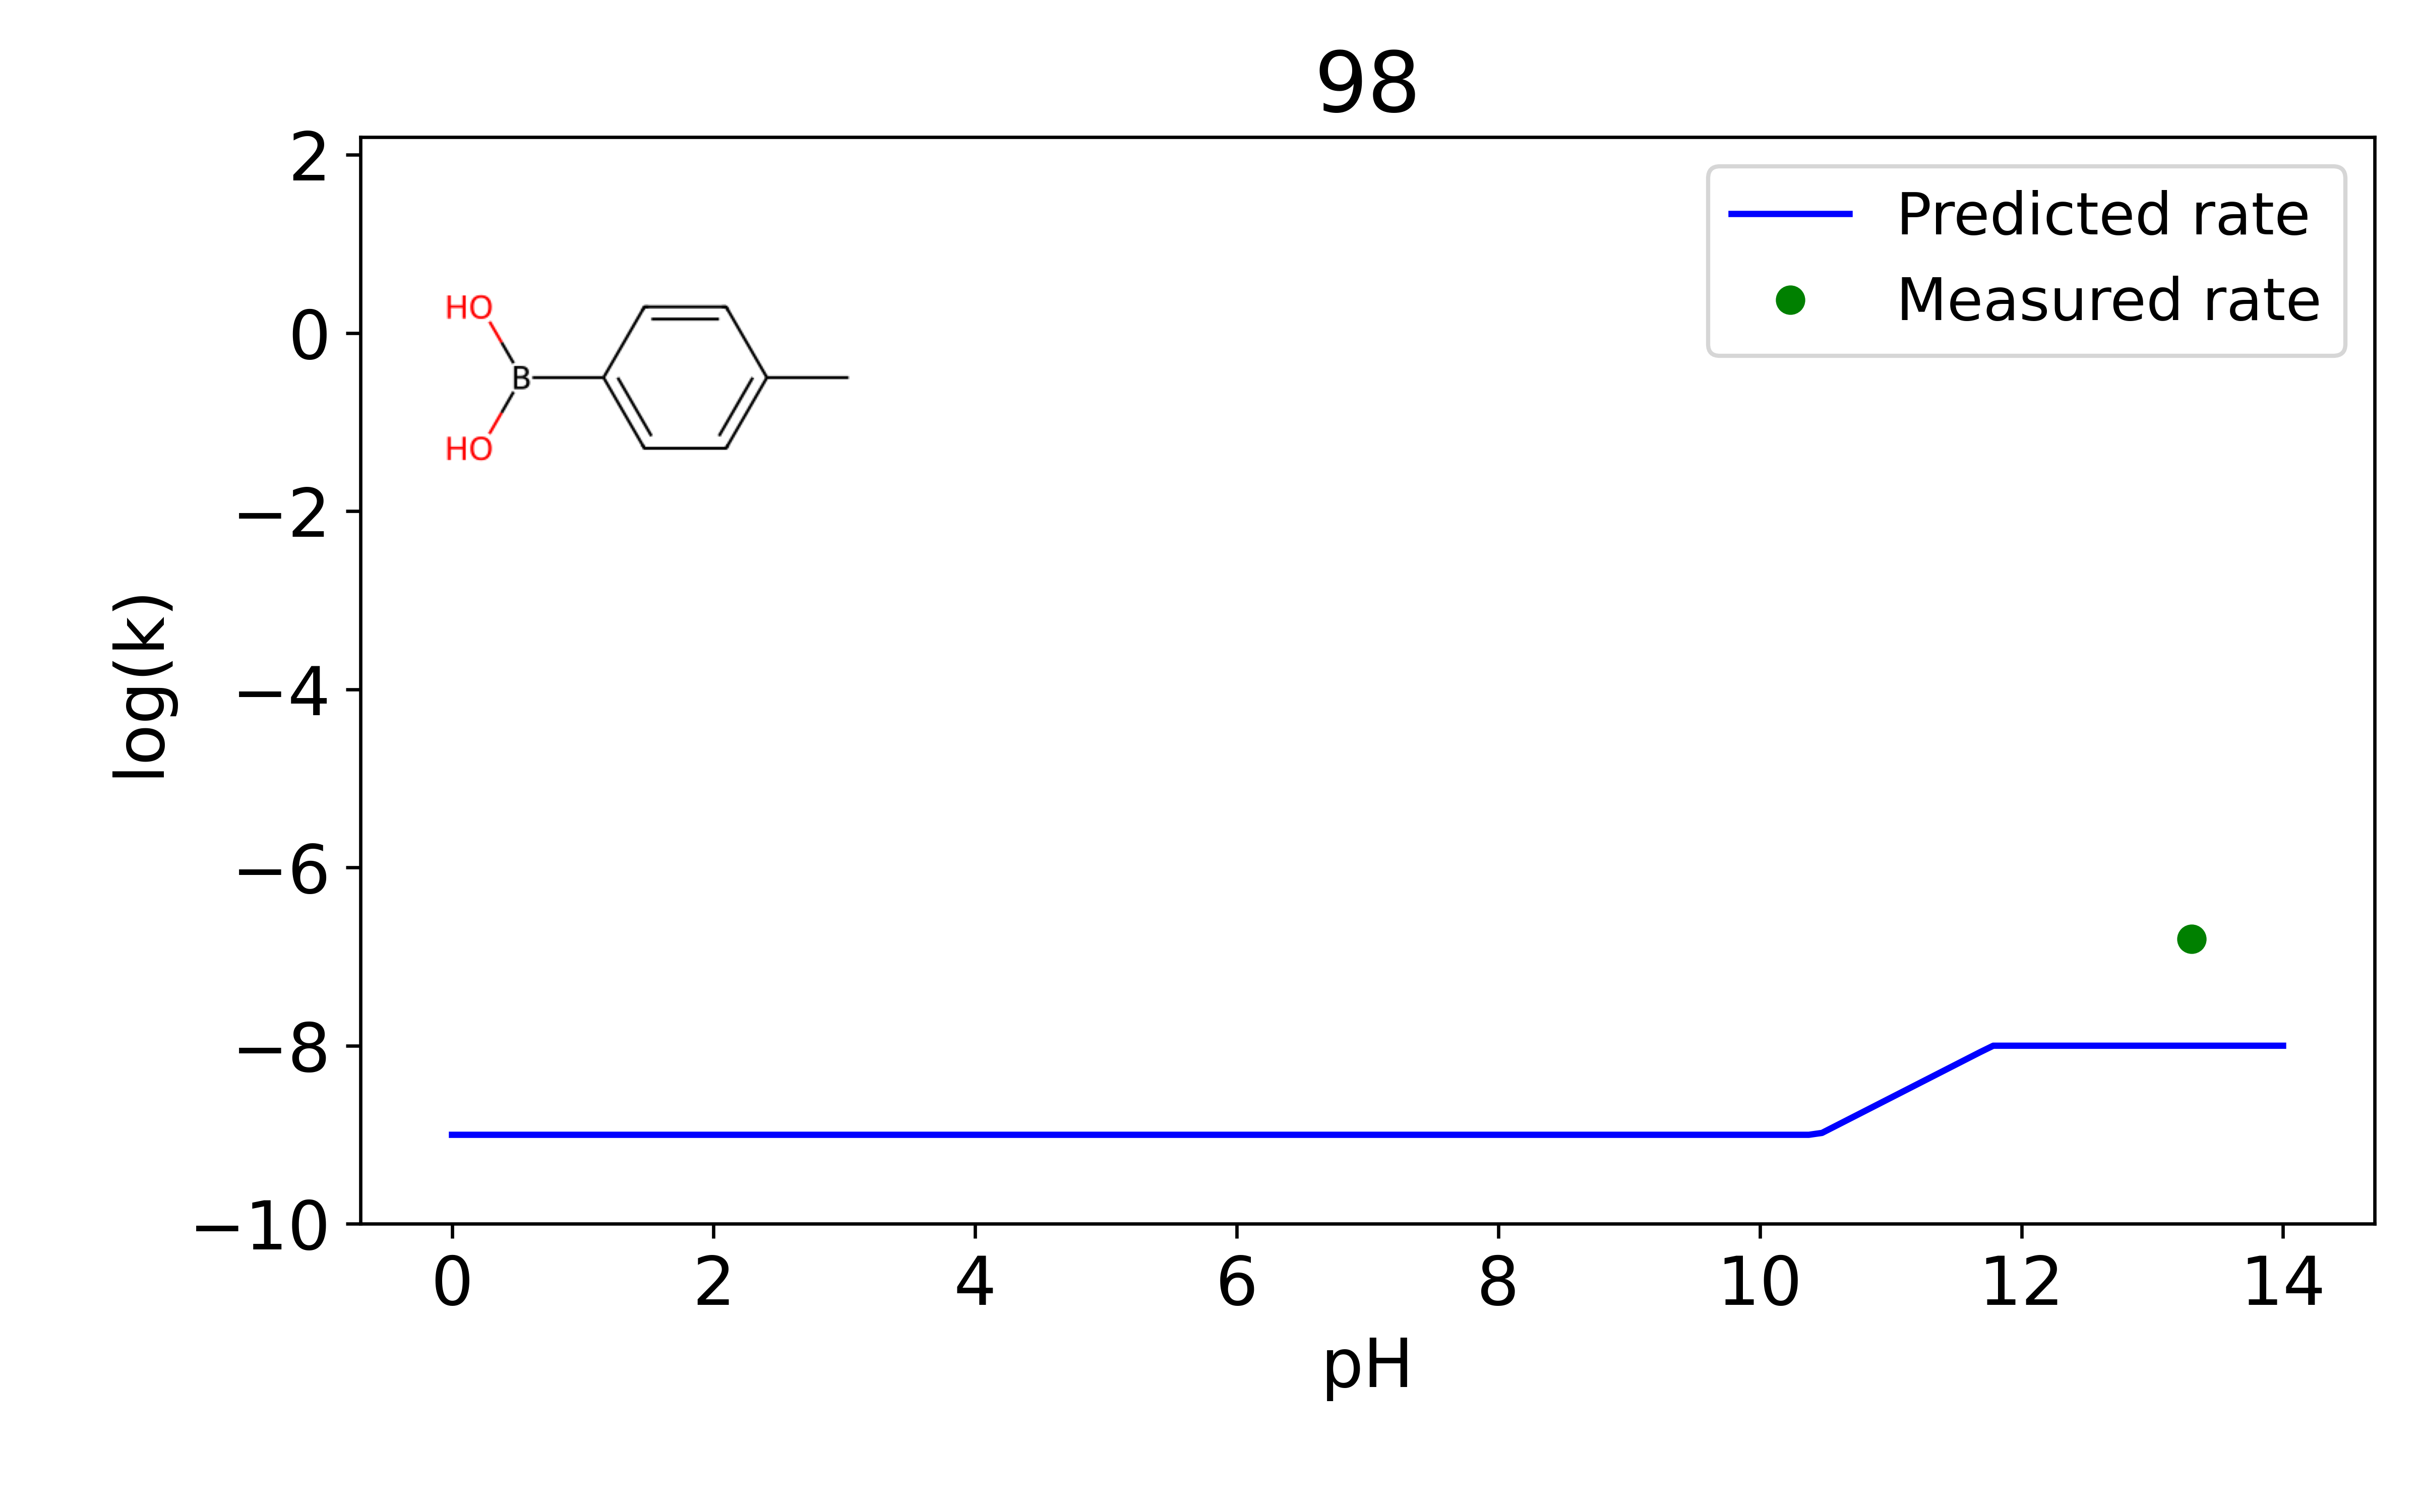 98
2
0
−2
−4
−6
−8
−10
log(k)
Predicted rate
Measured rate
HO
B
HO
0 2 4 6 8 10 12 14
pH